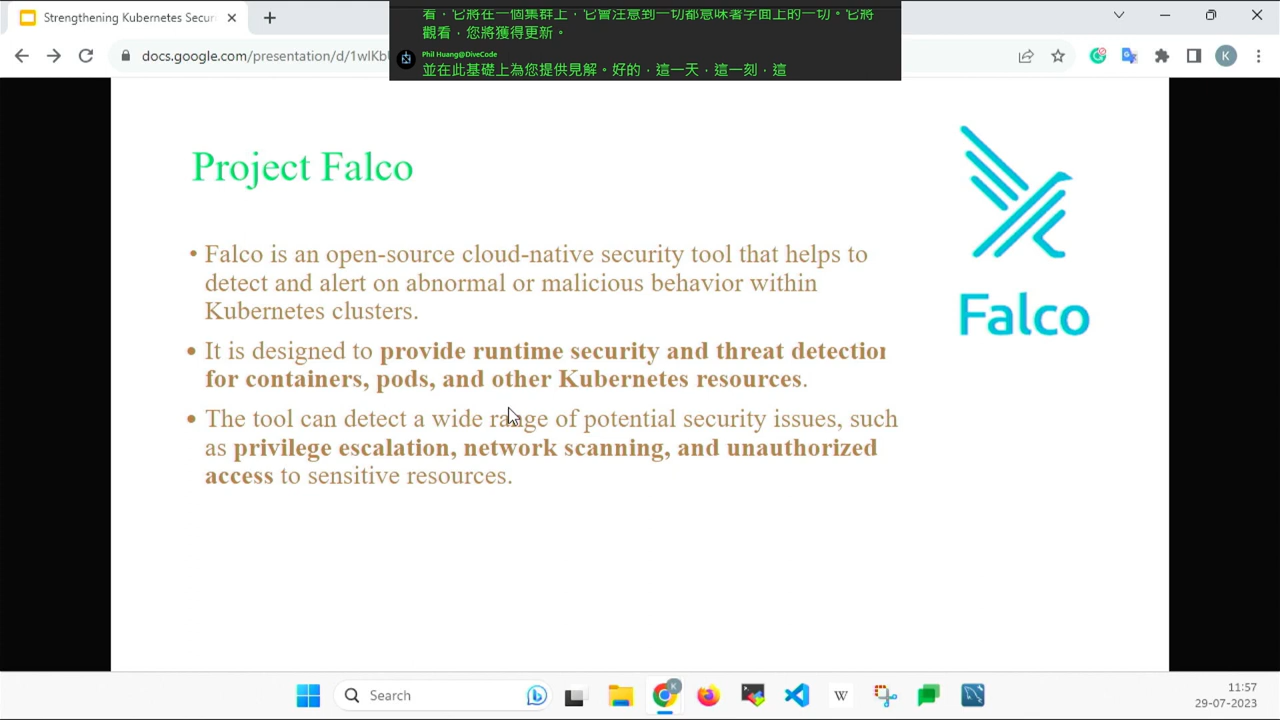 Strengthening Kubernetes Secur
看，它將在一個集群上，它會注意到一切都意味著字面上的一切。它將
觀看，您將獲得更新。
Phil Huang@DiveCode
並在此基礎上為您提供見解。好的，這一天，這一刻，這
docs.google.com/presentation/d/1wlKb
K
Project Falco
• Falco is an open-source cloud-native security tool that helps to
detect and alert on abnormal or malicious behavior within
Kubernetes clusters.
• It is designed to provide runtime security and threat detection
for containers, pods, and other Kubernetes resources.
• The tool can detect a wide range of potential security issues, such
as privilege escalation, network scanning, and unauthorized
access to sensitive resources.
Falco
Search
K
W
11:57
29-07-2023